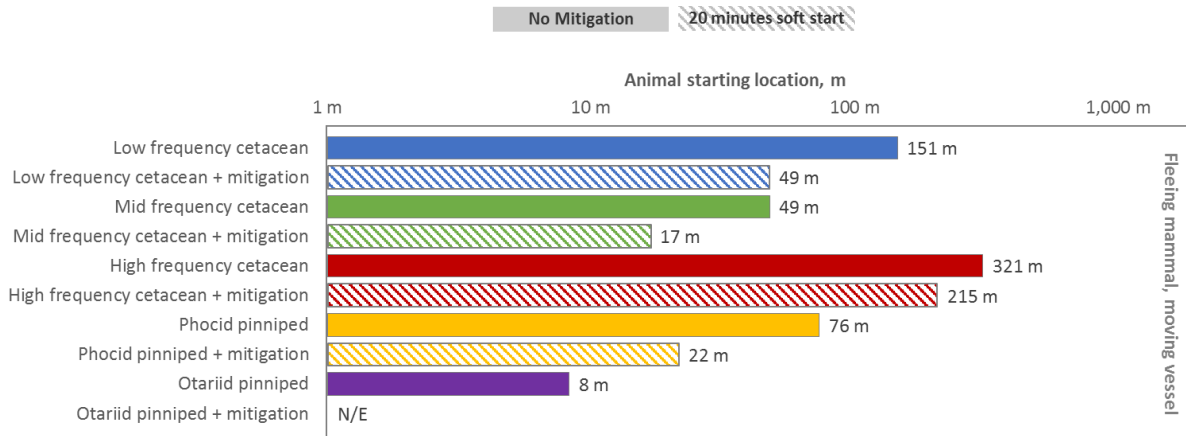 No Mitigation
20 minutes soft start
Animal starting location, m
1 m 10 m 100 m 1,000 m
Low frequency cetacean 151 m
Low frequency cetacean + mitigation 49 m
Mid frequency cetacean 49 m
Mid frequency cetacean + mitigation 17 m
High frequency cetacean 321 m
High frequency cetacean + mitigation 215 m
Phocid pinniped 76 m
Phocid pinniped + mitigation 22 m
Otariid pinniped 8 m
Otariid pinniped + mitigation N/E
Fleeing mammal, moving vessel